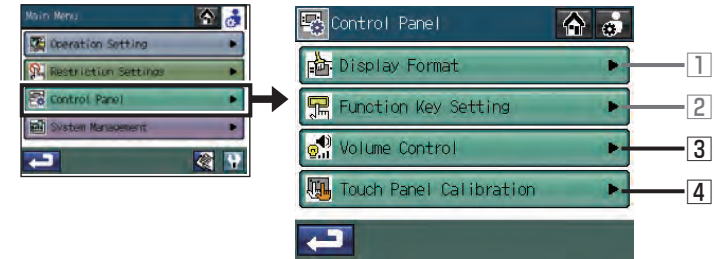 Main Menu
Operation Setting
Restriction Settings
Control Panel
System Management
Control Panel
Display Format
1
Function Key Setting
2
Volume Control
3
Touch Panel Calibration
4